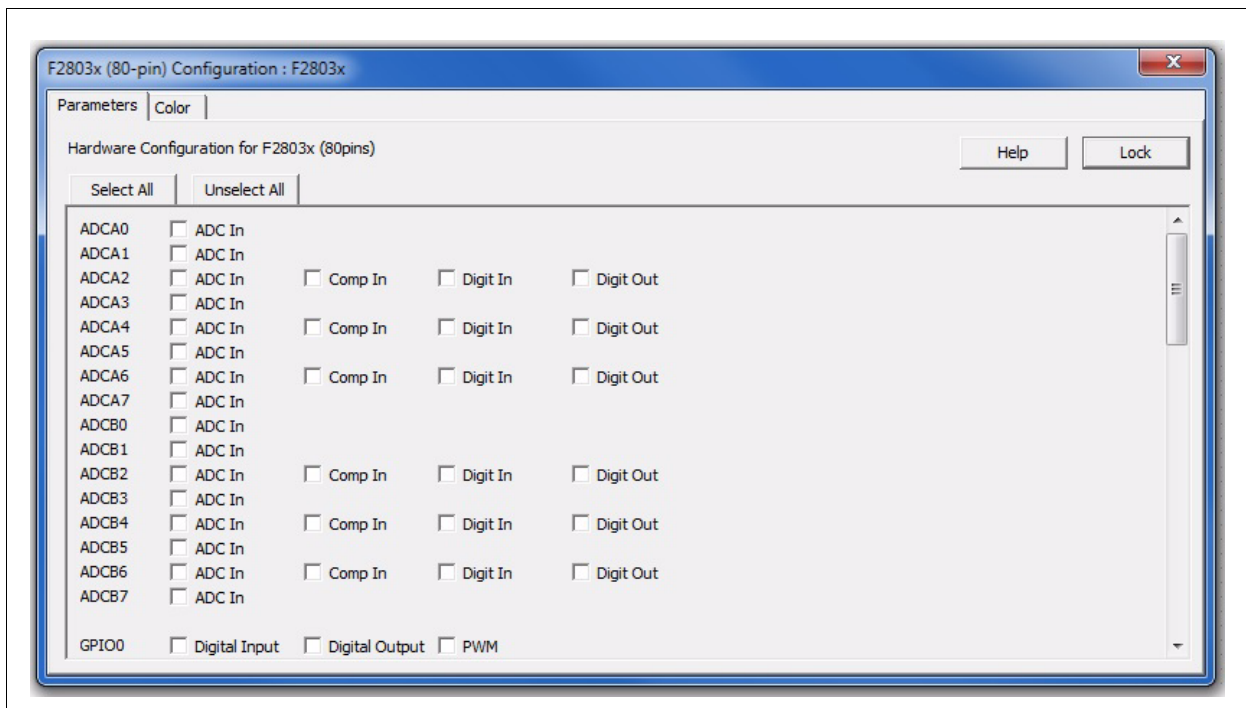 F2803x (80-pin) Configuration : F2803x
Parameters Color
Hardware Configuration for F2803x (80pins) Help Lock
Select All Unselect All
ADCA0 ADC In
ADCA1 ADC In
ADCA2 ADC In Comp In Digit In Digit Out
ADCA3 ADC In
ADCA4 ADC In Comp In Digit In Digit Out
ADCA5 ADC In
ADCA6 ADC In Comp In Digit In Digit Out
ADCA7 ADC In
ADCB0 ADC In
ADCB1 ADC In
ADCB2 ADC In Comp In Digit In Digit Out
ADCB3 ADC In
ADCB4 ADC In Comp In Digit In Digit Out
ADCB5 ADC In
ADCB6 ADC In Comp In Digit In Digit Out
ADCB7 ADC In
GPIO0 Digital Input Digital Output PWM